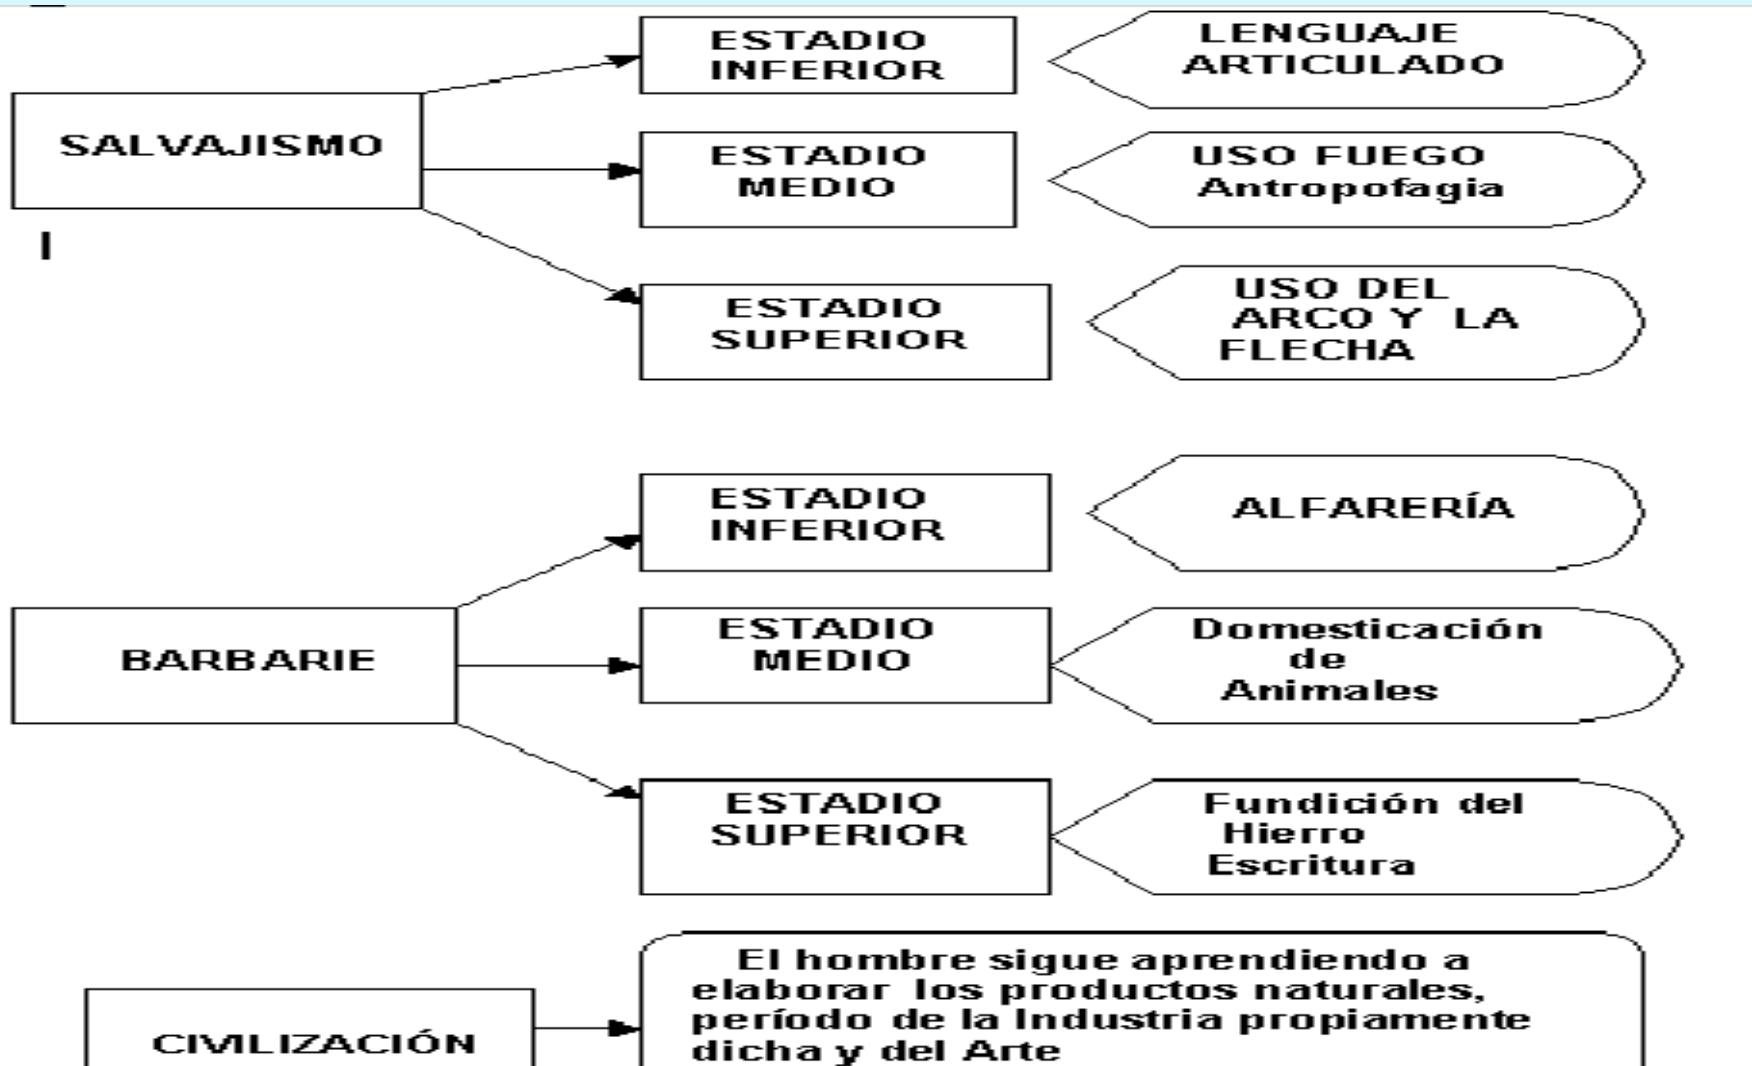 SALVAJISMO
ESTADIO
INFERIOR
LENGUAJE
ARTICULADO
ESTADIO
MEDIO
USO FUEGO
Antropofagia
ESTADIO
SUPERIOR
USO DEL
ARCO Y LA
FLECHA
BARBARIE
ESTADIO
INFERIOR
ALFARERÍA
ESTADIO
MEDIO
Domesticación
de
Animales
ESTADIO
SUPERIOR
Fundición del
Hierro
Escritura
CIVILIZACIÓN
El hombre sigue aprendiendo a
elaborar los productos naturales,
período de la Industria propiamente
dicha y del Arte